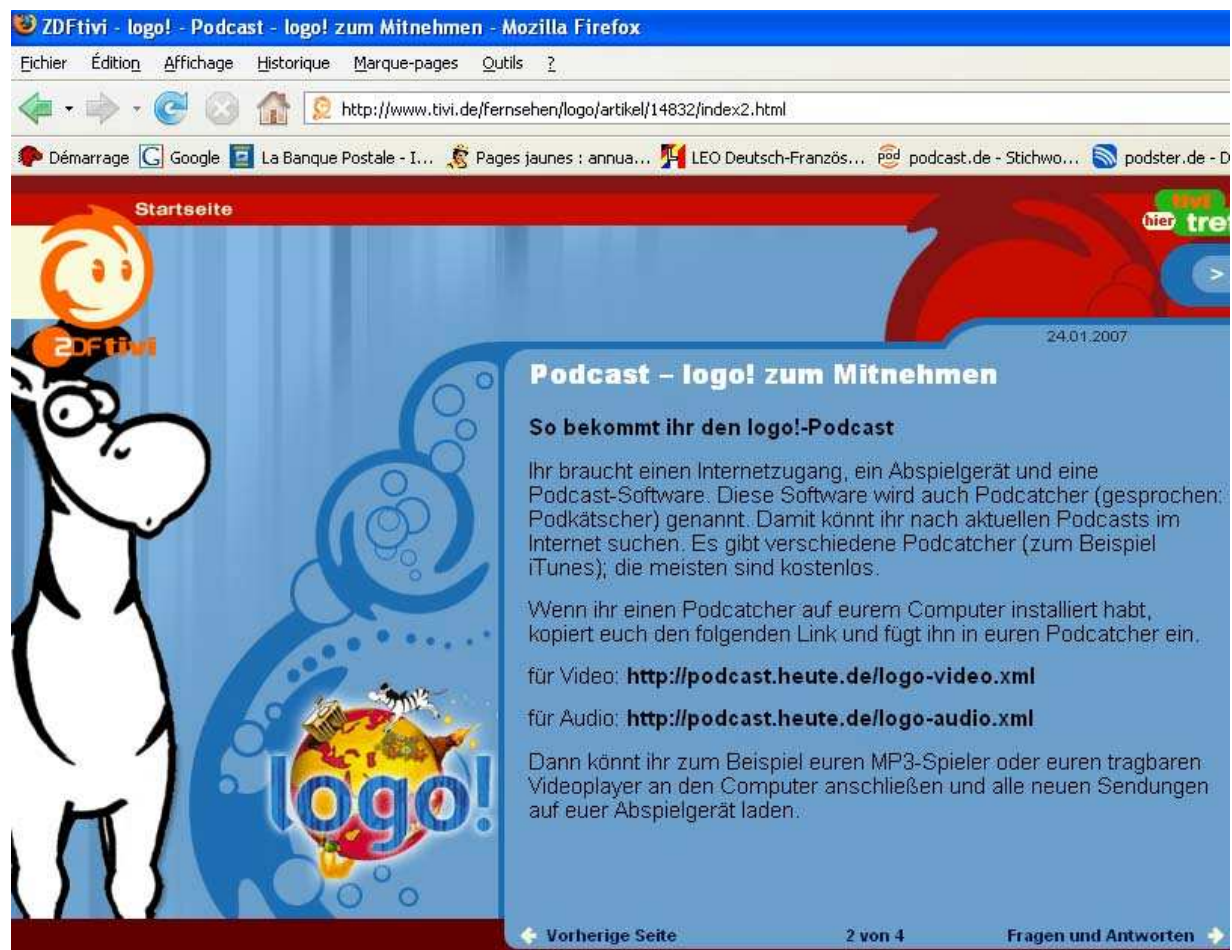 ZDFtivi - logo! - Podcast - logo! zum Mitnehmen - Mozilla Firefox
Fichier Édition Affichage Historique Marque-pages Outils ?
http://www.tivi.de/fernsehen/logo/artikel/14832/index2.html
Démarrage Google La Banque Postale - I... Pages jaunes : annua... LEO Deutsch-Französ... pod podcast.de - Stichwo... podster.de - D
Startseite
tivi
hier tre
>
ZDFtivi
24.01.2007
Podcast – logo! zum Mitnehmen
So bekommt ihr den logo!-Podcast
Ihr braucht einen Internetzugang, ein Abspielgerät und eine
Podcast-Software. Diese Software wird auch Podcatcher (gesprochen:
Podkätscher) genannt. Damit könnt ihr nach aktuellen Podcasts im
Internet suchen. Es gibt verschiedene Podcatcher (zum Beispiel
iTunes); die meisten sind kostenlos.
Wenn ihr einen Podcatcher auf eurem Computer installiert habt,
kopiert euch den folgenden Link und fügt ihn in euren Podcatcher ein.
für Video: http://podcast.heute.de/logo-video.xml
für Audio: http://podcast.heute.de/logo-audio.xml
Dann könnt ihr zum Beispiel euren MP3-Spieler oder euren tragbaren
Videoplayer an den Computer anschließen und alle neuen Sendungen
auf euer Abspielgerät laden.
logo!
Vorherige Seite 2 von 4 Fragen und Antworten